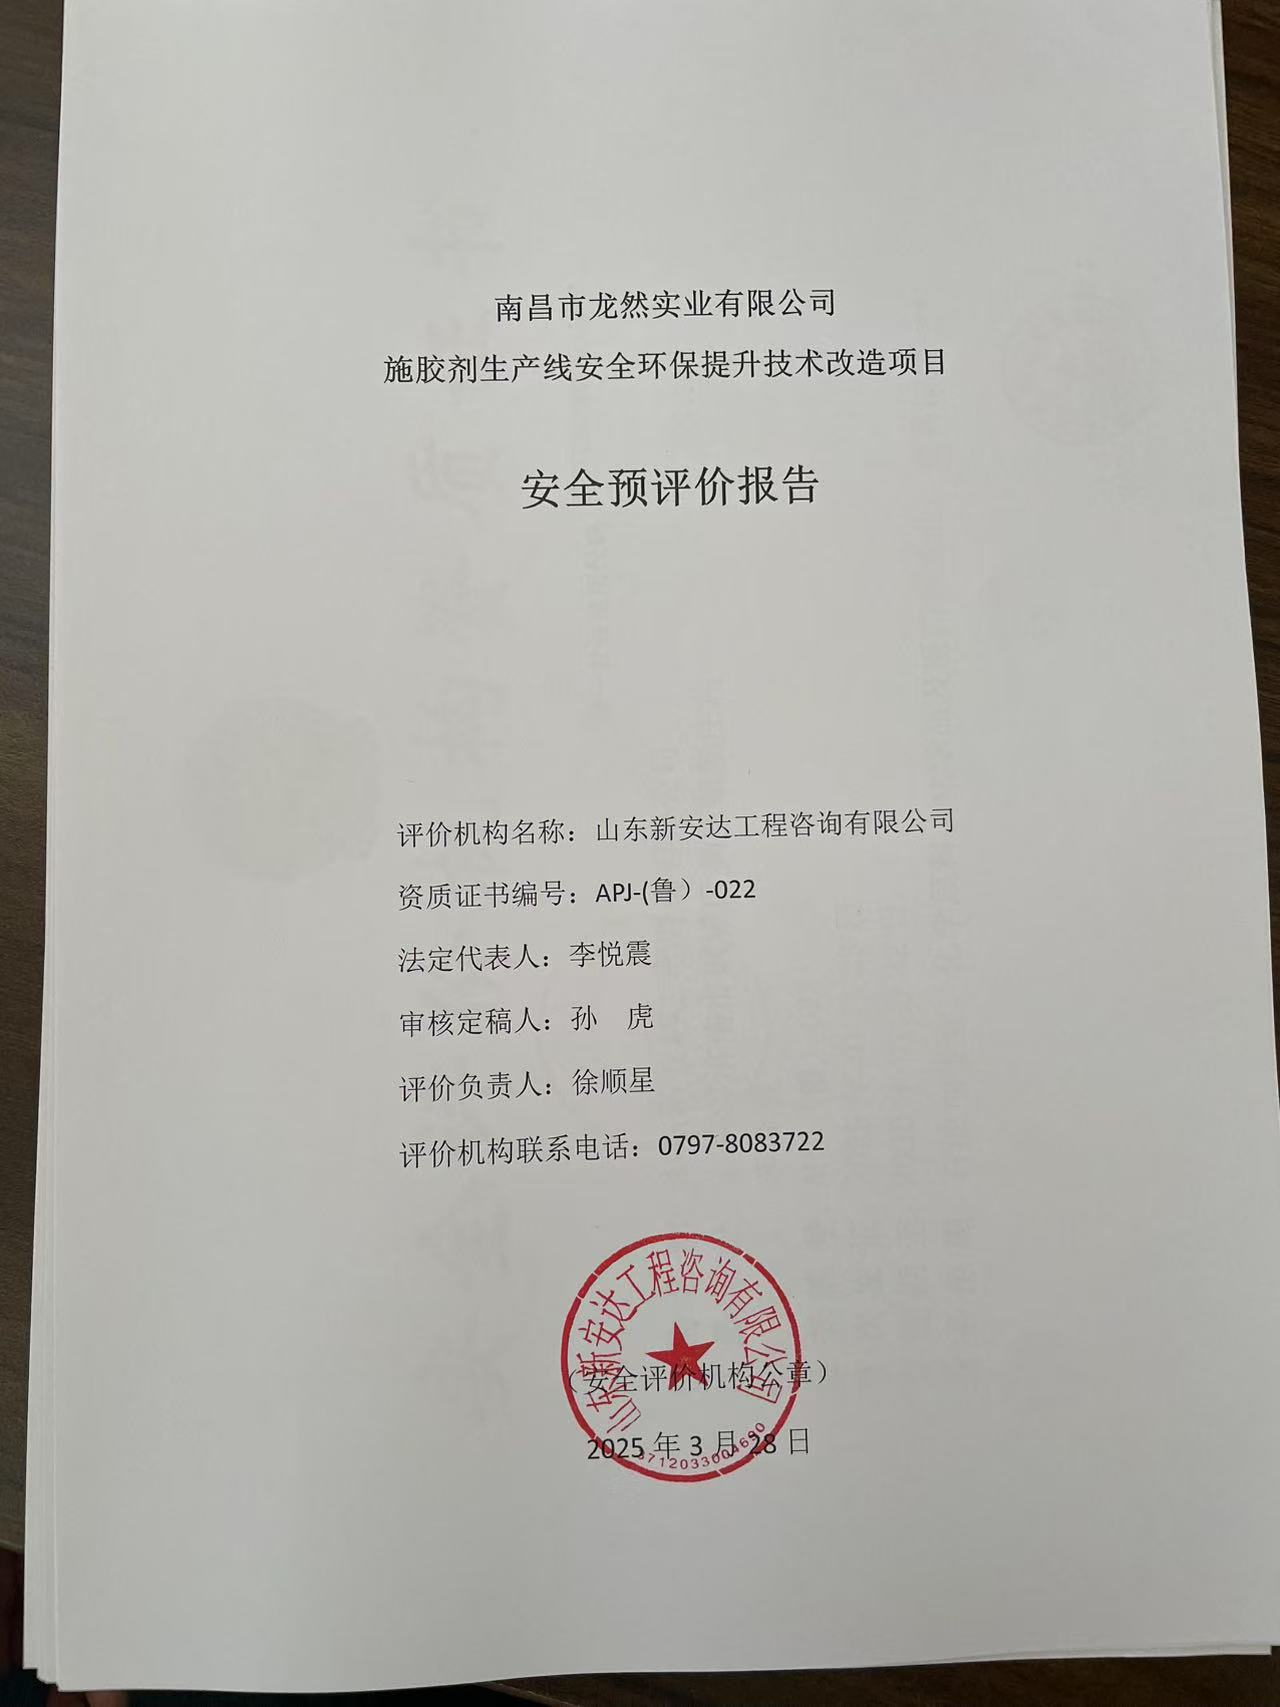 南昌市龙然实业有限公司
施胶剂生产线安全环保提升技术改造项目
安全预评价报告
评价机构名称：山东新安达工程咨询有限公司
资质证书编号：APJ-(鲁）-022
法定代表人：李悦震
审核定稿人：孙　虎
评价负责人：徐顺星
评价机构联系电话：0797-8083722
山东新安达工程咨询有限公司
（安全评价机构公章）
2025 年 3 月 28 日